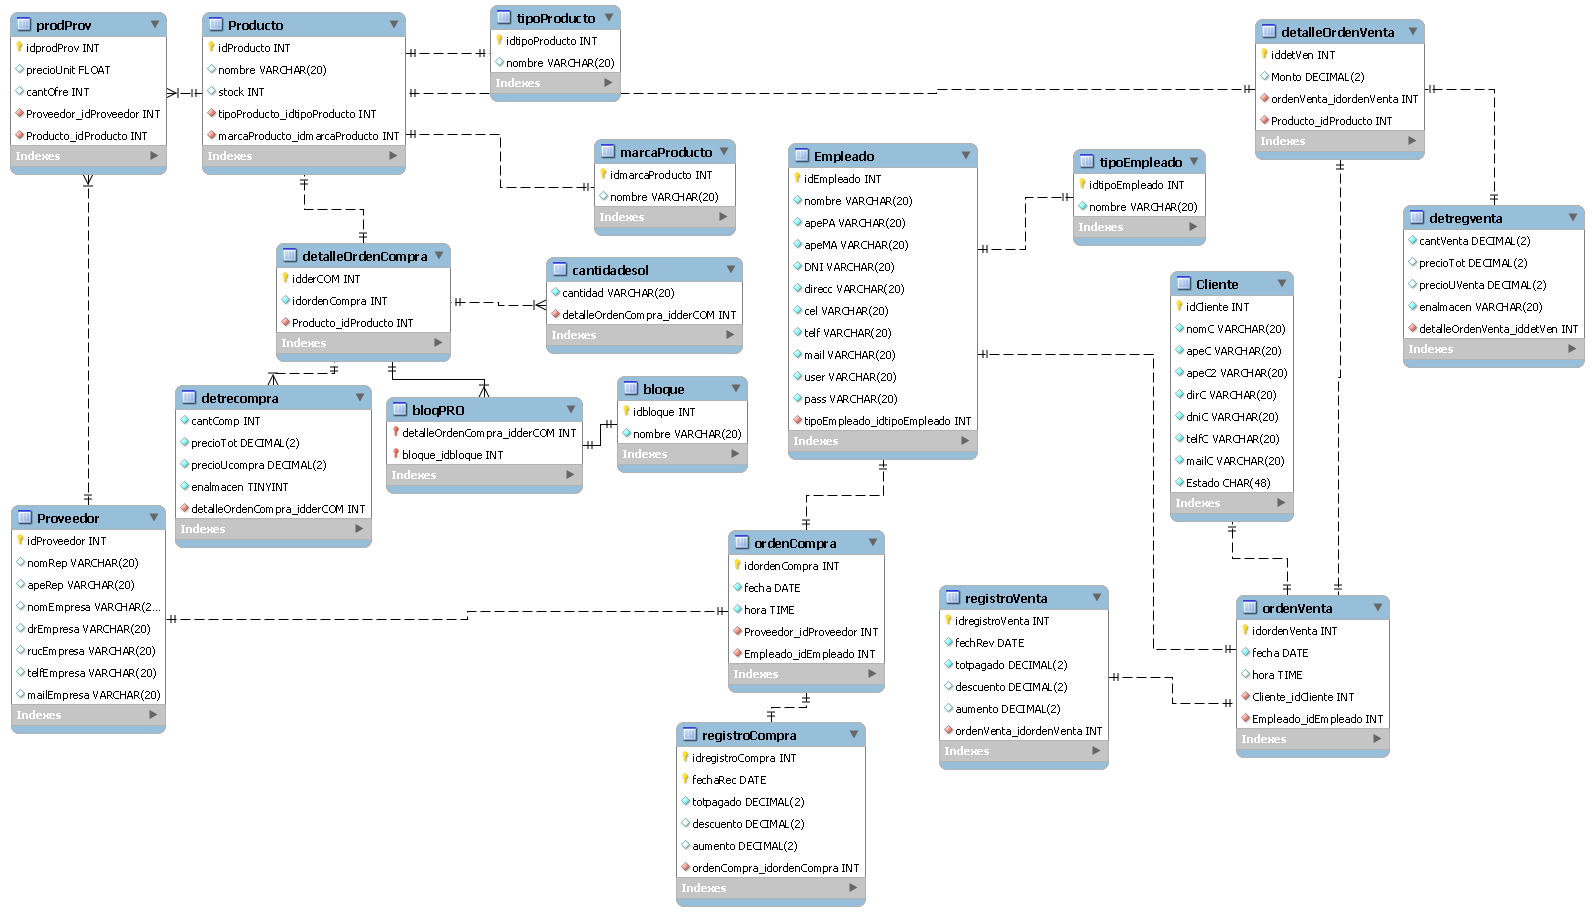 prodProv
idprodProv INT
precioUnit FLOAT
cantOfre INT
Proveedor_idProveedor INT
Producto_idProducto INT
Indexes
Producto
idProducto INT
nombre VARCHAR(20)
stock INT
tipoProducto_idtipoProducto INT
marcaProducto_idmarcaProducto INT
Indexes
tipoProducto
idtipoProducto INT
nombre VARCHAR(20)
Indexes
marcaProducto
idmarcaProducto INT
nombre VARCHAR(20)
Indexes
Empleado
idEmpleado INT
nombre VARCHAR(20)
apePA VARCHAR(20)
apeMA VARCHAR(20)
DNI VARCHAR(20)
direcc VARCHAR(20)
cel VARCHAR(20)
telf VARCHAR(20)
mail VARCHAR(20)
user VARCHAR(20)
pass VARCHAR(20)
tipoEmpleado_idtipoEmpleado INT
Indexes
tipoEmpleado
idtipoEmpleado INT
nombre VARCHAR(20)
Indexes
detalleOrdenVenta
iddetVen INT
Monto DECIMAL(2)
ordenVenta_idordenVenta INT
Producto_idProducto INT
Indexes
detregventa
cantVenta DECIMAL(2)
precioTot DECIMAL(2)
precioUVenta DECIMAL(2)
enalmacen VARCHAR(20)
detalleOrdenVenta_iddetVen INT
Indexes
detalleOrdenCompra
idderCOM INT
idordenCompra INT
Producto_idProducto INT
Indexes
cantidadesol
cantidad VARCHAR(20)
detalleOrdenCompra_idderCOM INT
Indexes
Cliente
idCliente INT
nomC VARCHAR(20)
apeC VARCHAR(20)
apeC2 VARCHAR(20)
dirC VARCHAR(20)
dniC VARCHAR(20)
telfC VARCHAR(20)
mailC VARCHAR(20)
Estado CHAR(48)
Indexes
detrecompra
cantComp INT
precioTot DECIMAL(2)
precioUcompra DECIMAL(2)
enalmacen TINYINT
detalleOrdenCompra_idderCOM INT
Indexes
bloqPRO
detalleOrdenCompra_idderCOM INT
bloque_idbloque INT
Indexes
bloque
idbloque INT
nombre VARCHAR(20)
Indexes
Proveedor
idProveedor INT
nomRep VARCHAR(20)
apeRep VARCHAR(20)
nomEmpresa VARCHAR(2...
drEmpresa VARCHAR(20)
rucEmpresa VARCHAR(20)
telfEmpresa VARCHAR(20)
mailEmpresa VARCHAR(20)
Indexes
ordenCompra
idordenCompra INT
fecha DATE
hora TIME
Proveedor_idProveedor INT
Empleado_idEmpleado INT
Indexes
registroVenta
idregistroVenta INT
fechRev DATE
totpagado DECIMAL(2)
descuento DECIMAL(2)
aumento DECIMAL(2)
ordenVenta_idordenVenta INT
Indexes
ordenVenta
idordenVenta INT
fecha DATE
hora TIME
Cliente_idCliente INT
Empleado_idEmpleado INT
Indexes
registroCompra
idregistroCompra INT
fechaRec DATE
totpagado DECIMAL(2)
descuento DECIMAL(2)
aumento DECIMAL(2)
ordenCompra_idordenCompra INT
Indexes